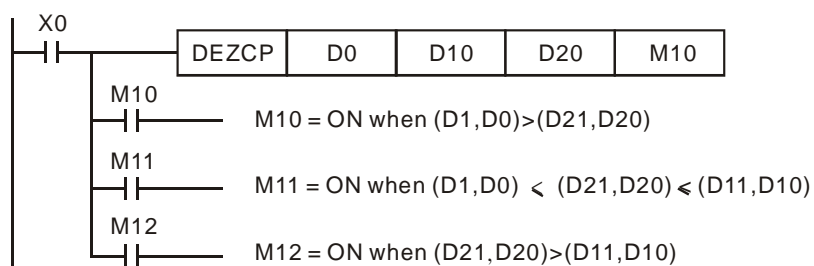 X0
DEZCP D0 D10 D20 M10
M10
M10 = ON when (D1,D0)>(D21,D20)
M11
M11 = ON when (D1,D0) ⩽ (D21,D20) ⩽ (D11,D10)
M12
M12 = ON when (D21,D20)>(D11,D10)